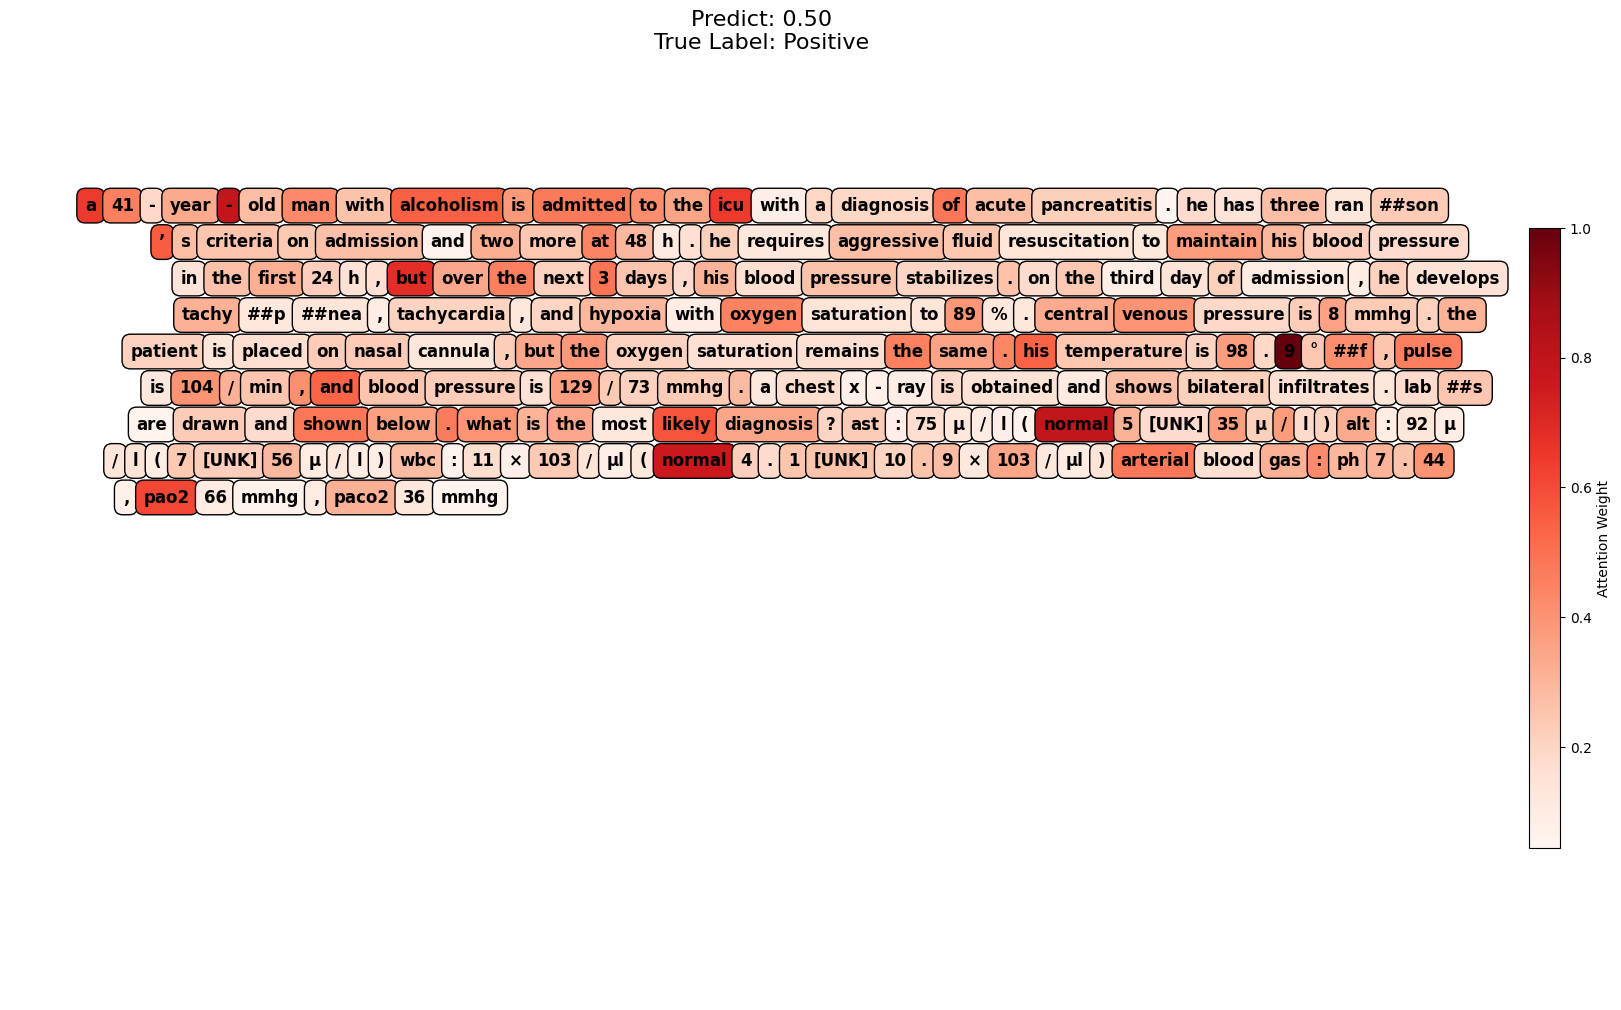 Predict: 0.50
True Label: Positive
a 41 - year - old man with alcoholism is admitted to the icu with a diagnosis of acute pancreatitis . he has three ran ##son
’ s criteria on admission and two more at 48 h . he requires aggressive fluid resuscitation to maintain his blood pressure
in the first 24 h , but over the next 3 days , his blood pressure stabilizes . on the third day of admission , he develops
tachy ##p ##nea , tachycardia , and hypoxia with oxygen saturation to 89 % . central venous pressure is 8 mmhg . the
patient is placed on nasal cannula , but the oxygen saturation remains the same . his temperature is 98 . 9 ° ##f , pulse
is 104 / min , and blood pressure is 129 / 73 mmhg . a chest x - ray is obtained and shows bilateral infiltrates . lab ##s
are drawn and shown below . what is the most likely diagnosis ? ast : 75 μ / l ( normal 5 [UNK] 35 μ / l ) alt : 92 μ
/ l ( 7 [UNK] 56 μ / l ) wbc : 11 × 103 / μl ( normal 4 . 1 [UNK] 10 . 9 × 103 / μl ) arterial blood gas : ph 7 . 44
, pao2 66 mmhg , paco2 36 mmhg
1.0
0.8
0.6
0.4
0.2
Attention Weight